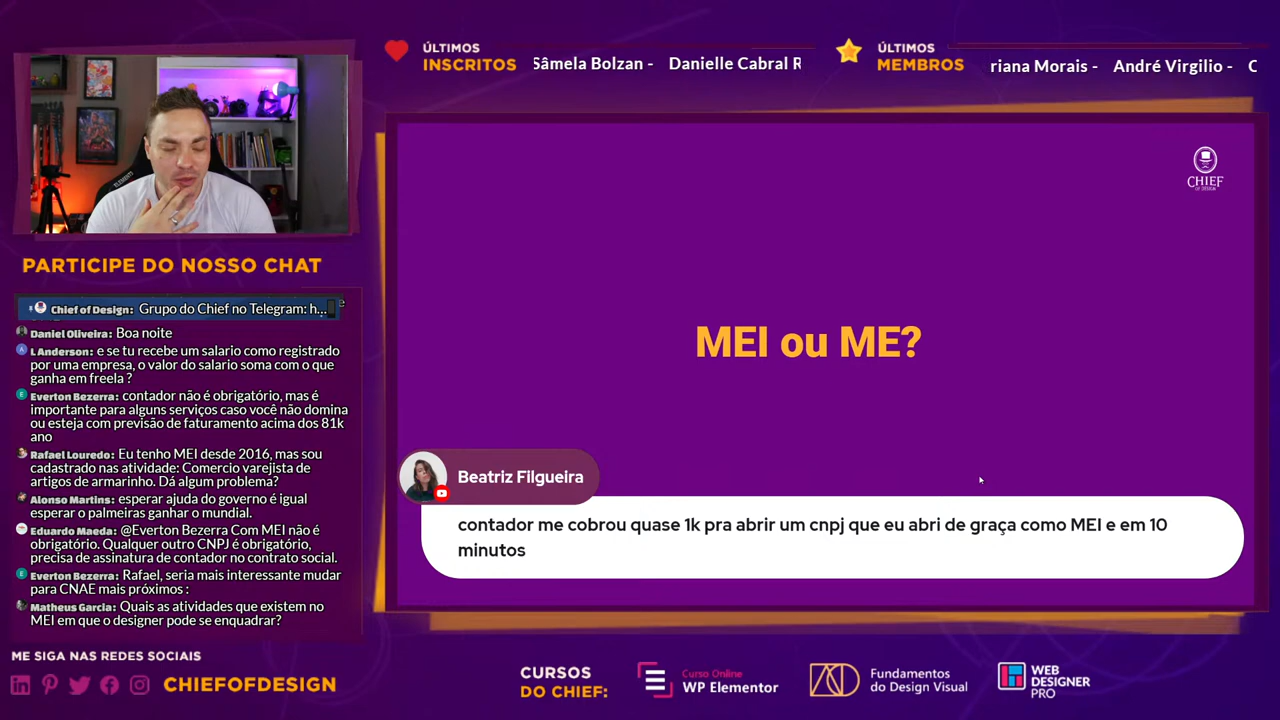 ÚLTIMOS
INSCRITOS
Sâmela Bolzan - Danielle Cabral R
ÚLTIMOS
MEMBROS
riana Morais - André Virgilio - C
CHIEF
OF DESIGN
PARTICIPE DO NOSSO CHAT
Chief of Design: Grupo do Chief no Telegram: h...
Daniel Oliveira: Boa noite
L Anderson: e se tu recebe um salario como registrado
por uma empresa, o valor do salario soma com o que
ganha em freela ?
Everton Bezerra: contador não é obrigatório, mas é
importante para alguns serviços caso você não domina
ou esteja com previsão de faturamento acima dos 81k
ano
Rafael Louredo: Eu tenho MEI desde 2016, mas sou
cadastrado nas atividade: Comercio varejista de
artigos de armarinho. Dá algum problema?
Alonso Martins: esperar ajuda do governo é igual
esperar o palmeiras ganhar o mundial.
Eduardo Maeda: @Everton Bezerra Com MEI não é
obrigatório. Qualquer outro CNPJ é obrigatório,
precisa de assinatura de contador no contrato social.
Everton Bezerra: Rafael, seria mais interessante mudar
para CNAE mais próximos :
Matheus Garcia: Quais as atividades que existem no
MEI em que o designer pode se enquadrar?
MEI ou ME?
Beatriz Filgueira
contador me cobrou quase 1k pra abrir um cnpj que eu abri de graça como MEI e em 10
minutos
ME SIGA NAS REDES SOCIAIS
CHIEFOFDESIGN
CURSOS
DO CHIEF:
Curso Online
WP Elementor
Fundamentos
do Design Visual
WEB
DESIGNER
PRO